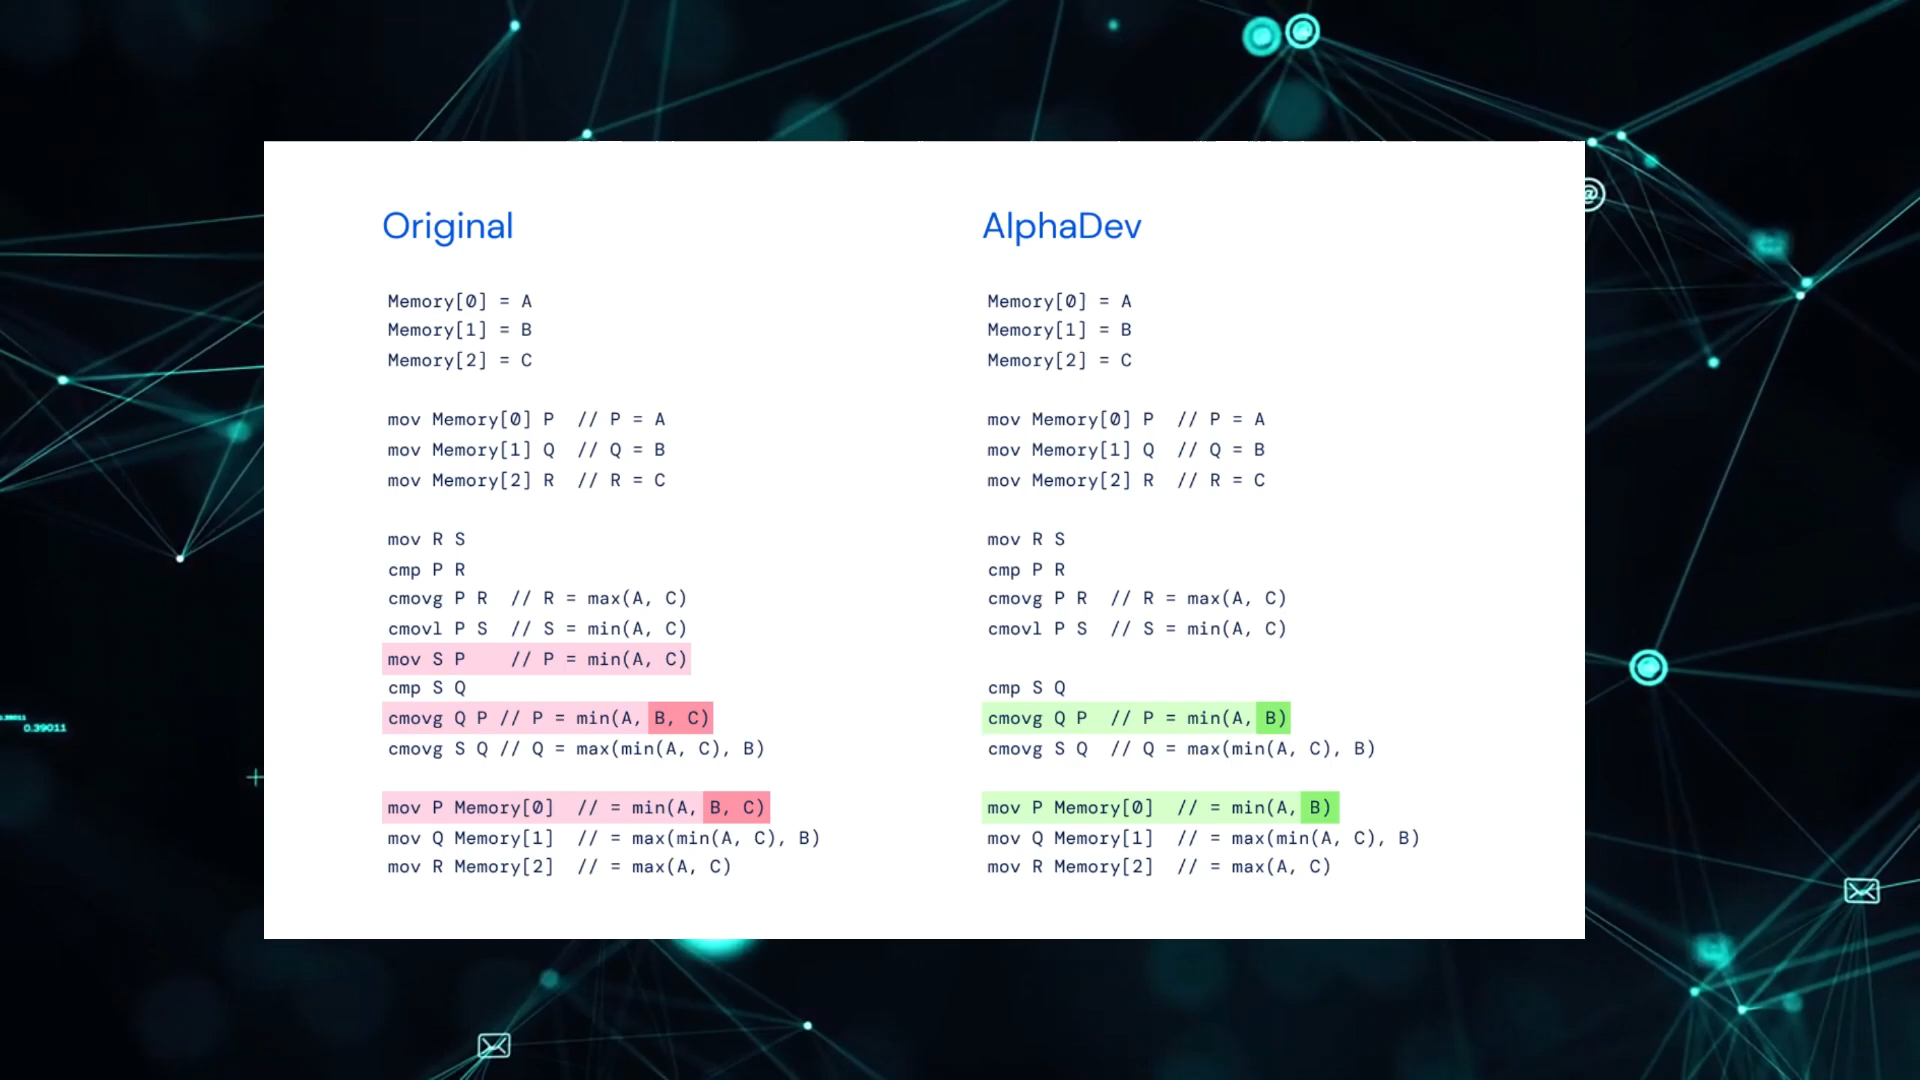 Original
Memory[0] = A
Memory[1] = B
Memory[2] = C
mov Memory[0] P // P = A
mov Memory[1] Q // Q = B
mov Memory[2] R // R = C
mov R S
cmp P R
cmovg P R // R = max(A, C)
cmovl P S // S = min(A, C)
mov S P // P = min(A, C)
cmp S Q
cmovg Q P // P = min(A, B, C)
cmovg S Q // Q = max(min(A, C), B)
mov P Memory[0] // = min(A, B, C)
mov Q Memory[1] // = max(min(A, C), B)
mov R Memory[2] // = max(A, C)
AlphaDev
Memory[0] = A
Memory[1] = B
Memory[2] = C
mov Memory[0] P // P = A
mov Memory[1] Q // Q = B
mov Memory[2] R // R = C
mov R S
cmp P R
cmovg P R // R = max(A, C)
cmovl P S // S = min(A, C)
cmp S Q
cmovg Q P // P = min(A, B)
cmovg S Q // Q = max(min(A, C), B)
mov P Memory[0] // = min(A, B)
mov Q Memory[1] // = max(min(A, C), B)
mov R Memory[2] // = max(A, C)
0.39011
@